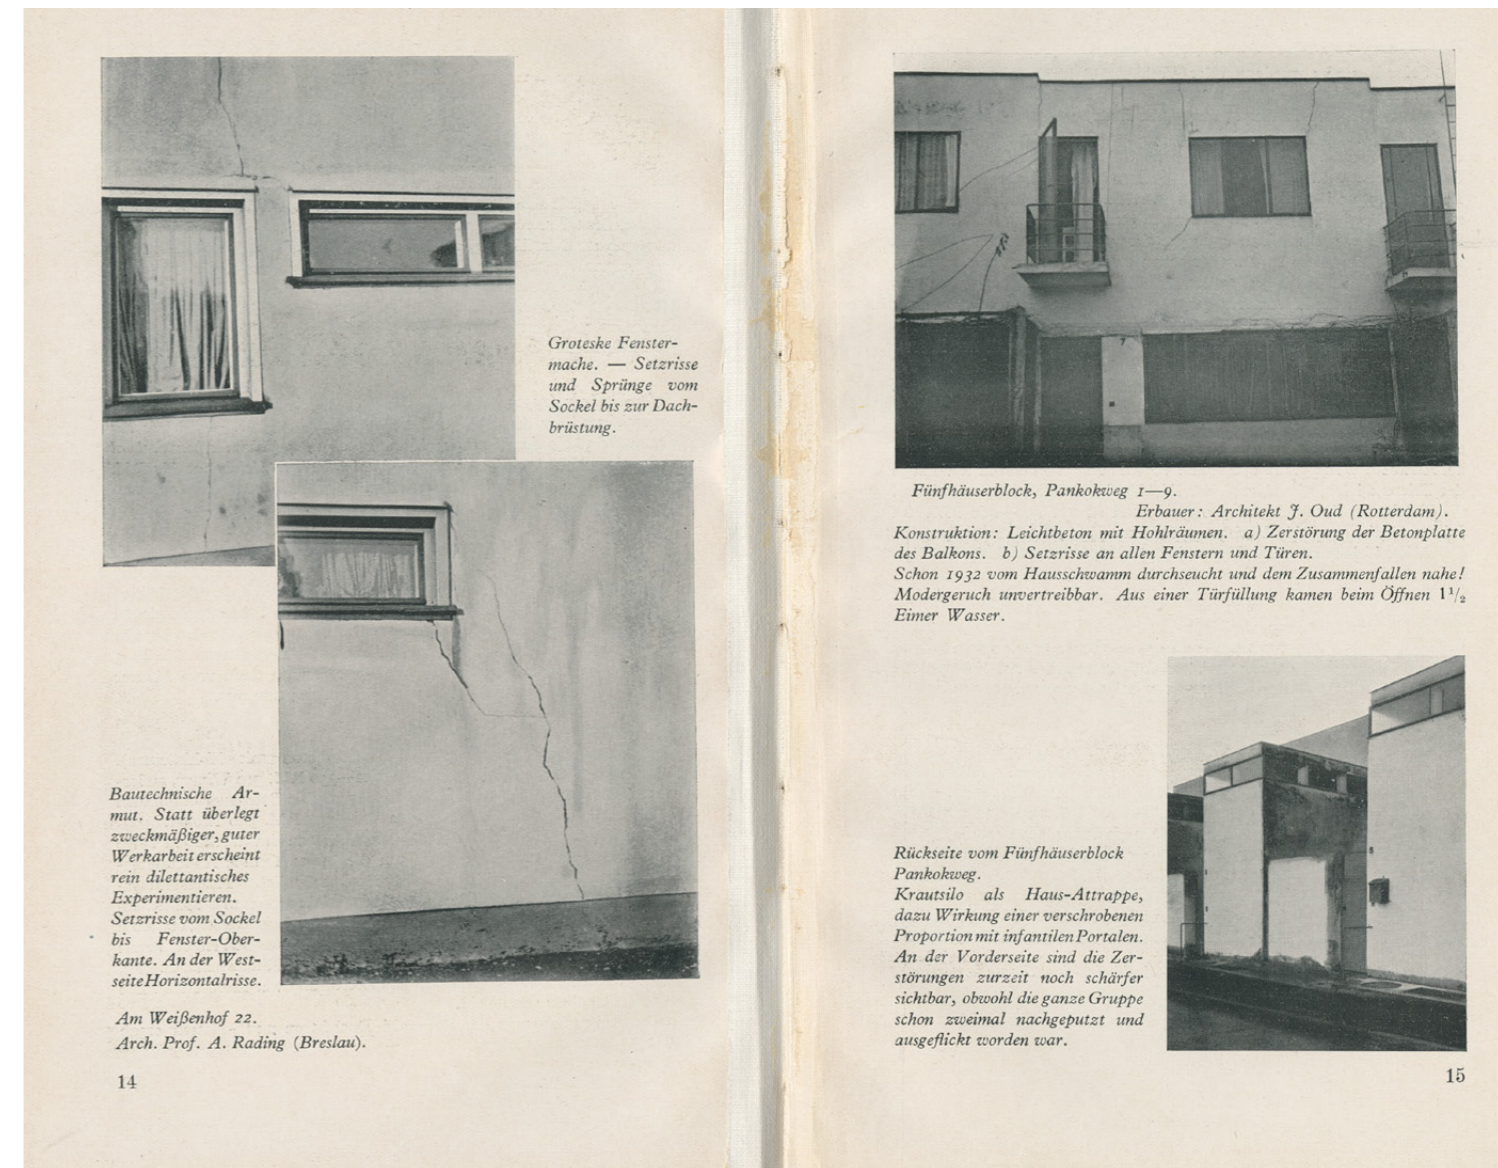 Groteske Fenster-
mache. — Setzrisse
und Sprünge vom
Sockel bis zur Dach-
brüstung.
Bautechnische Ar-
mut. Statt überlegt
zweckmäßiger, guter
Werkarbeit erscheint
rein dilettantisches
Experimentieren.
Setzrisse vom Sockel
bis Fenster-Ober-
kante. An der West-
seite Horizontalrisse.
Am Weißenhof 22.
Arch. Prof. A. Rading (Breslau).
14
7
Fünfhäuserblock, Pankokweg 1—9.
Erbauer: Architekt J. Oud (Rotterdam).
Konstruktion: Leichtbeton mit Hohlräumen. a) Zerstörung der Betonplatte
des Balkons. b) Setzrisse an allen Fenstern und Türen.
Schon 1932 vom Hausschwamm durchseucht und dem Zusammenfallen nahe!
Modergeruch unvertreibbar. Aus einer Türfüllung kamen beim Öffnen 1 1/2
Eimer Wasser.
Rückseite vom Fünfhäuserblock
Pankokweg.
Krautsilo als Haus-Attrappe,
dazu Wirkung einer verschrobenen
Proportion mit infantilen Portalen.
An der Vorderseite sind die Zer-
störungen zurzeit noch schärfer
sichtbar, obwohl die ganze Gruppe
schon zweimal nachgeputzt und
ausgeflickt worden war.
15